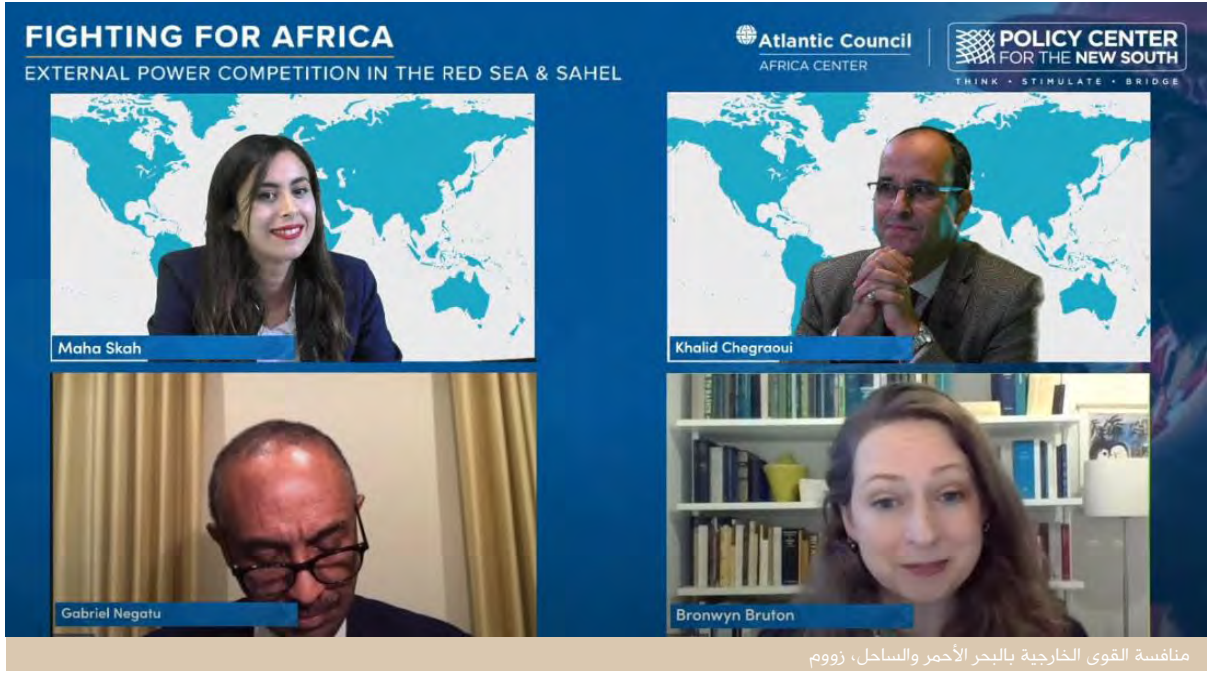 FIGHTING FOR AFRICA
EXTERNAL POWER COMPETITION IN THE RED SEA & SAHEL
Atlantic Council
AFRICA CENTER
POLICY CENTER
FOR THE NEW SOUTH
THINK • STIMULATE • BRIDGE
Maha Skah
Khalid Chegraoui
Gabriel Negatu
Bronwyn Bruton
منافسة القوى الخارجية بالبحر الأحمر والساحل، زووم